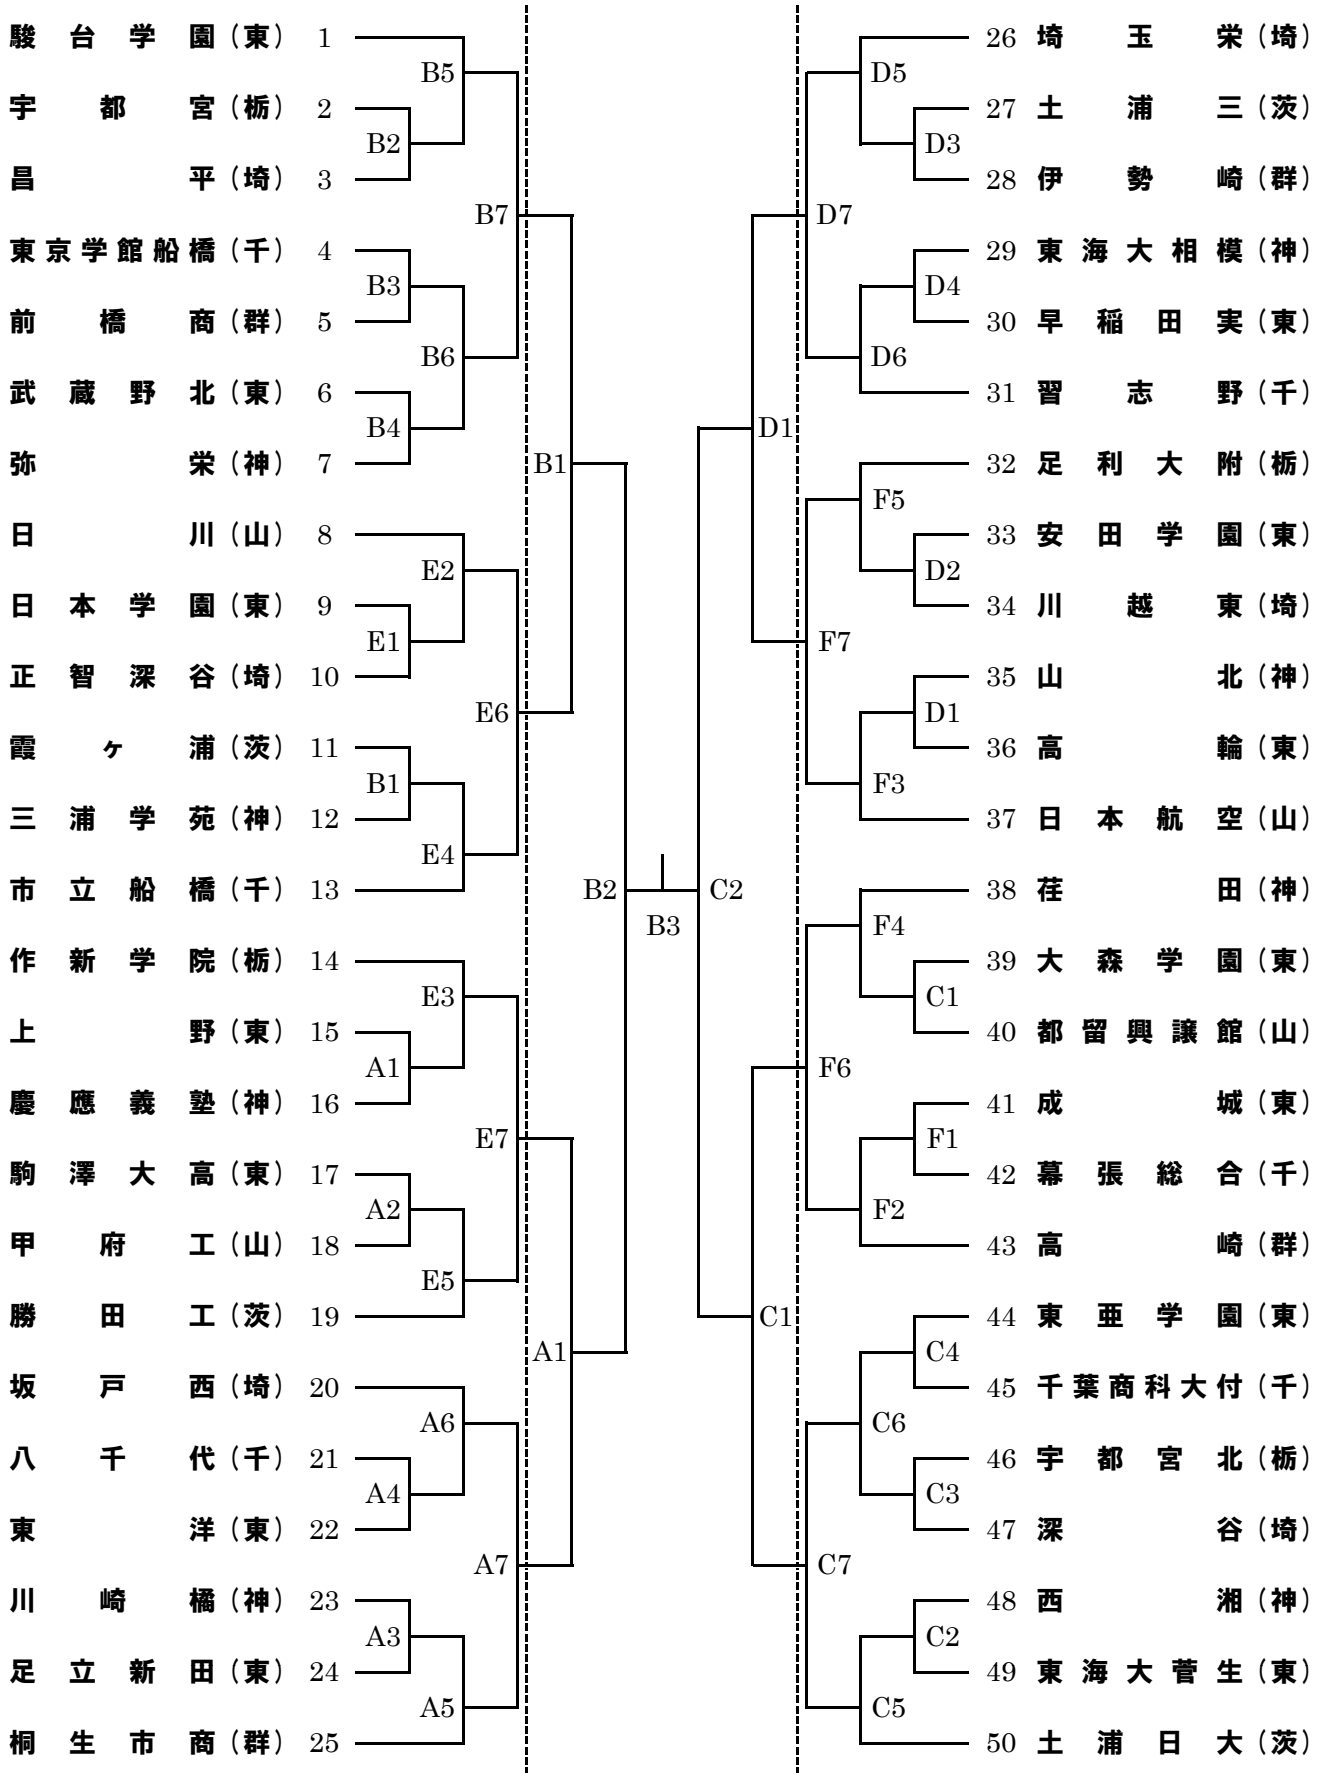 駿台学園（東） 1
B5
宇都宮（栃） 2
B2
昌平（埼） 3
B7
東京学館船橋（千） 4
B3
前橋商（群） 5
B6
武蔵野北（東） 6
B4
弥栄（神） 7
B1
日川（山） 8
E2
日本学園（東） 9
E1
正智深谷（埼） 10
E6
霞ヶ浦（茨） 11
B1
三浦学苑（神） 12
E4
市立船橋（千） 13
B2
作新学院（栃） 14
E3
上野（東） 15
A1
慶應義塾（神） 16
E7
駒澤大高（東） 17
A2
甲府工（山） 18
E5
勝田工（茨） 19
A1
坂戸西（埼） 20
A6
八千代（千） 21
A4
東洋（東） 22
A7
川崎橘（神） 23
A3
足立新田（東） 24
A5
桐生市商（群） 25
B3
26 埼玉栄（埼）
D5
27 土浦三（茨）
D3
28 伊勢崎（群）
D7
29 東海大相模（神）
D4
30 早稲田実（東）
D6
31 習志野（千）
D1
32 足利大附（栃）
F5
33 安田学園（東）
D2
34 川越東（埼）
F7
35 山北（神）
D1
36 高輪（東）
F3
37 日本航空（山）
C2
38 荏田（神）
F4
39 大森学園（東）
C1
40 都留興譲館（山）
F6
41 成城（東）
F1
42 幕張総合（千）
F2
43 高崎（群）
C1
44 東亜学園（東）
C4
45 千葉商科大付（千）
C6
46 宇都宮北（栃）
C3
47 深谷（埼）
C7
48 西湘（神）
C2
49 東海大菅生（東）
C5
50 土浦日大（茨）